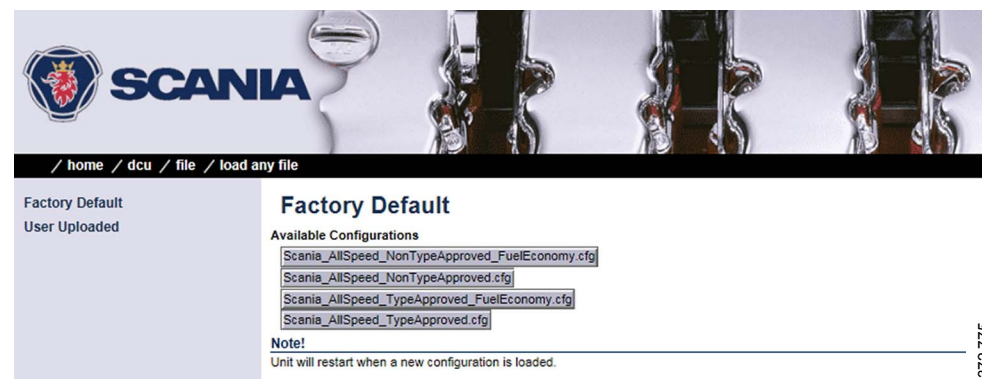 SCANIA
/ home / dcu / file / load any file
Factory Default
User Uploaded
Factory Default
Available Configurations
Scania_AllSpeed_NonTypeApproved_FuelEconomy.cfg
Scania_AllSpeed_NonTypeApproved.cfg
Scania_AllSpeed_TypeApproved_FuelEconomy.cfg
Scania_AllSpeed_TypeApproved.cfg
Note!
Unit will restart when a new configuration is loaded.